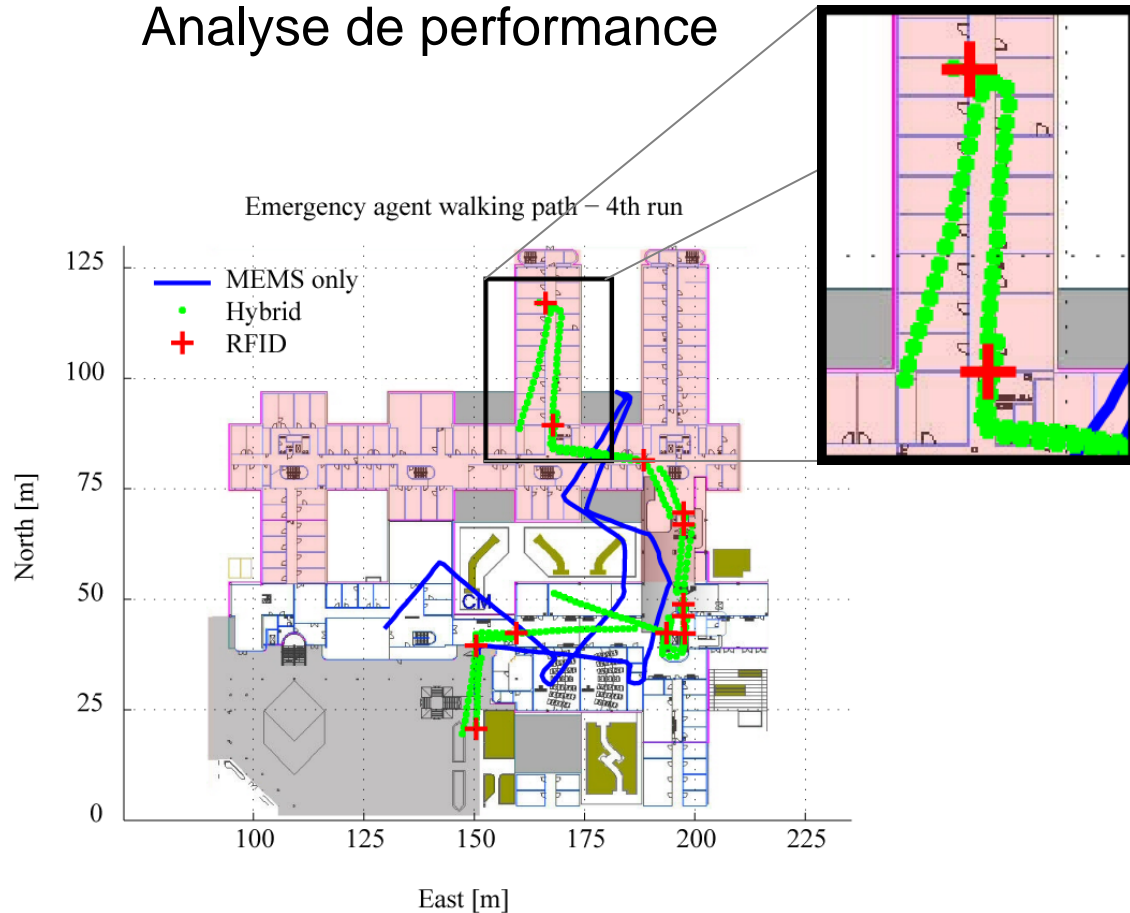 Analyse de performance
Emergency agent walking path − 4th run
MEMS only
Hybrid
RFID
125
100
75
50
25
0
North [m]
CM
100
125
150
175
200
225
East [m]